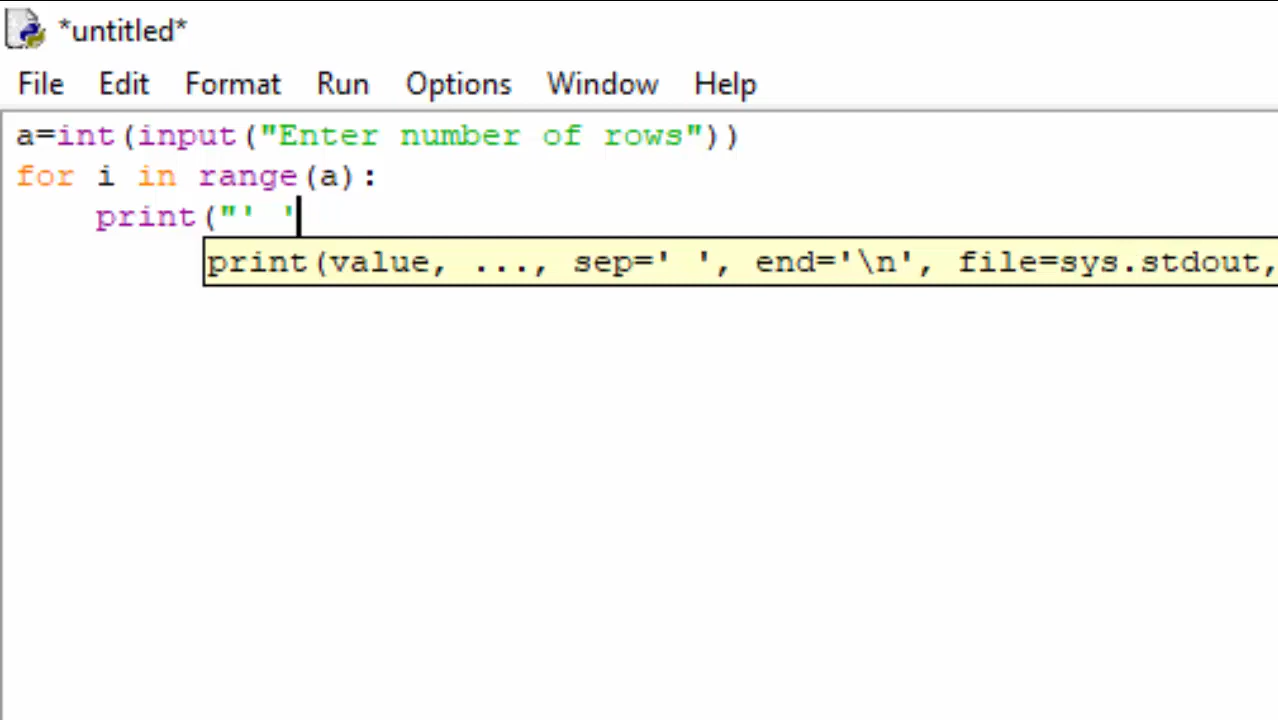 *untitled*
File Edit Format Run Options Window Help
a=int(input("Enter number of rows"))
for i in range(a):
    print("' '
print(value, ..., sep=' ', end='\n', file=sys.stdout,